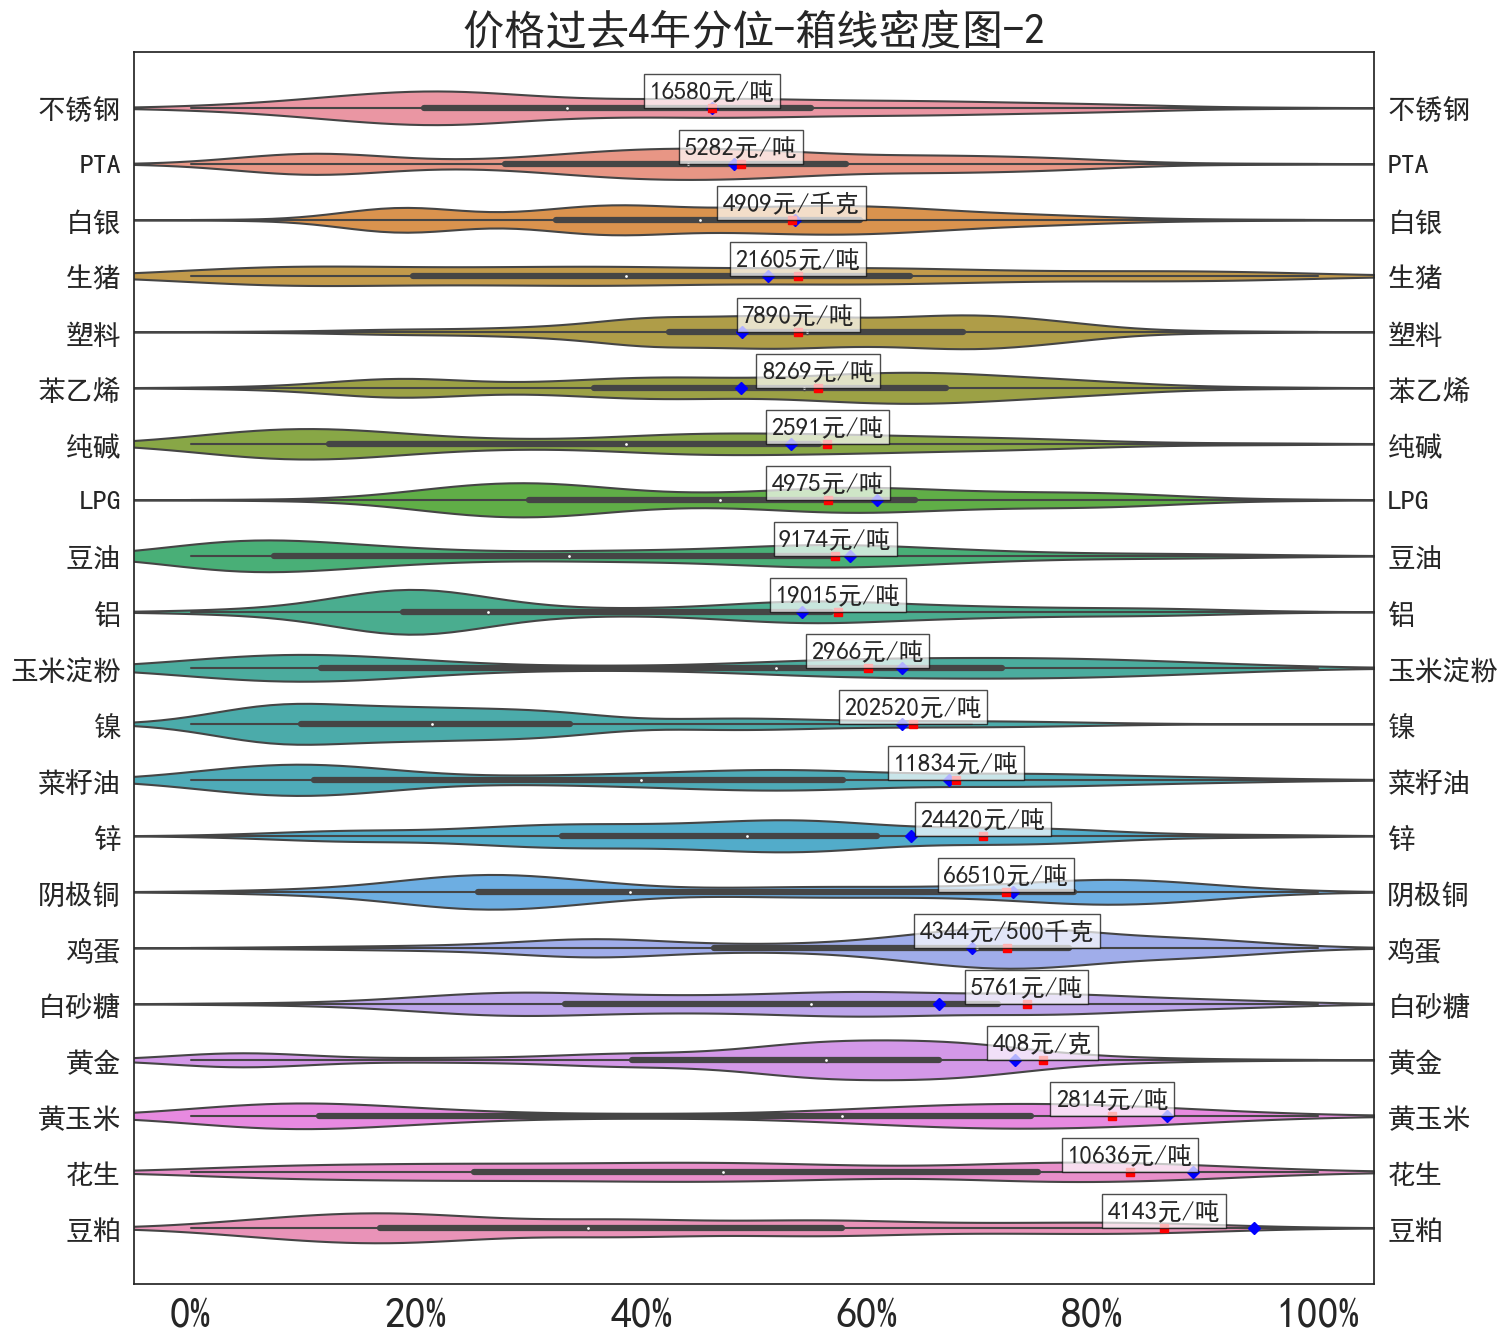 价格过去4年分位-箱线密度图-2
不锈钢 16580元/吨 不锈钢
PTA 5282元/吨 PTA
白银 4909元/千克 白银
生猪 21605元/吨 生猪
塑料 7890元/吨 塑料
苯乙烯 8269元/吨 苯乙烯
纯碱 2591元/吨 纯碱
LPG 4975元/吨 LPG
豆油 9174元/吨 豆油
铝 19015元/吨 铝
玉米淀粉 2966元/吨 玉米淀粉
镍 202520元/吨 镍
菜籽油 11834元/吨 菜籽油
锌 24420元/吨 锌
阴极铜 66510元/吨 阴极铜
鸡蛋 4344元/500千克 鸡蛋
白砂糖 5761元/吨 白砂糖
黄金 408元/克 黄金
黄玉米 2814元/吨 黄玉米
花生 10636元/吨 花生
豆粕 4143元/吨 豆粕
0% 20% 40% 60% 80% 100%